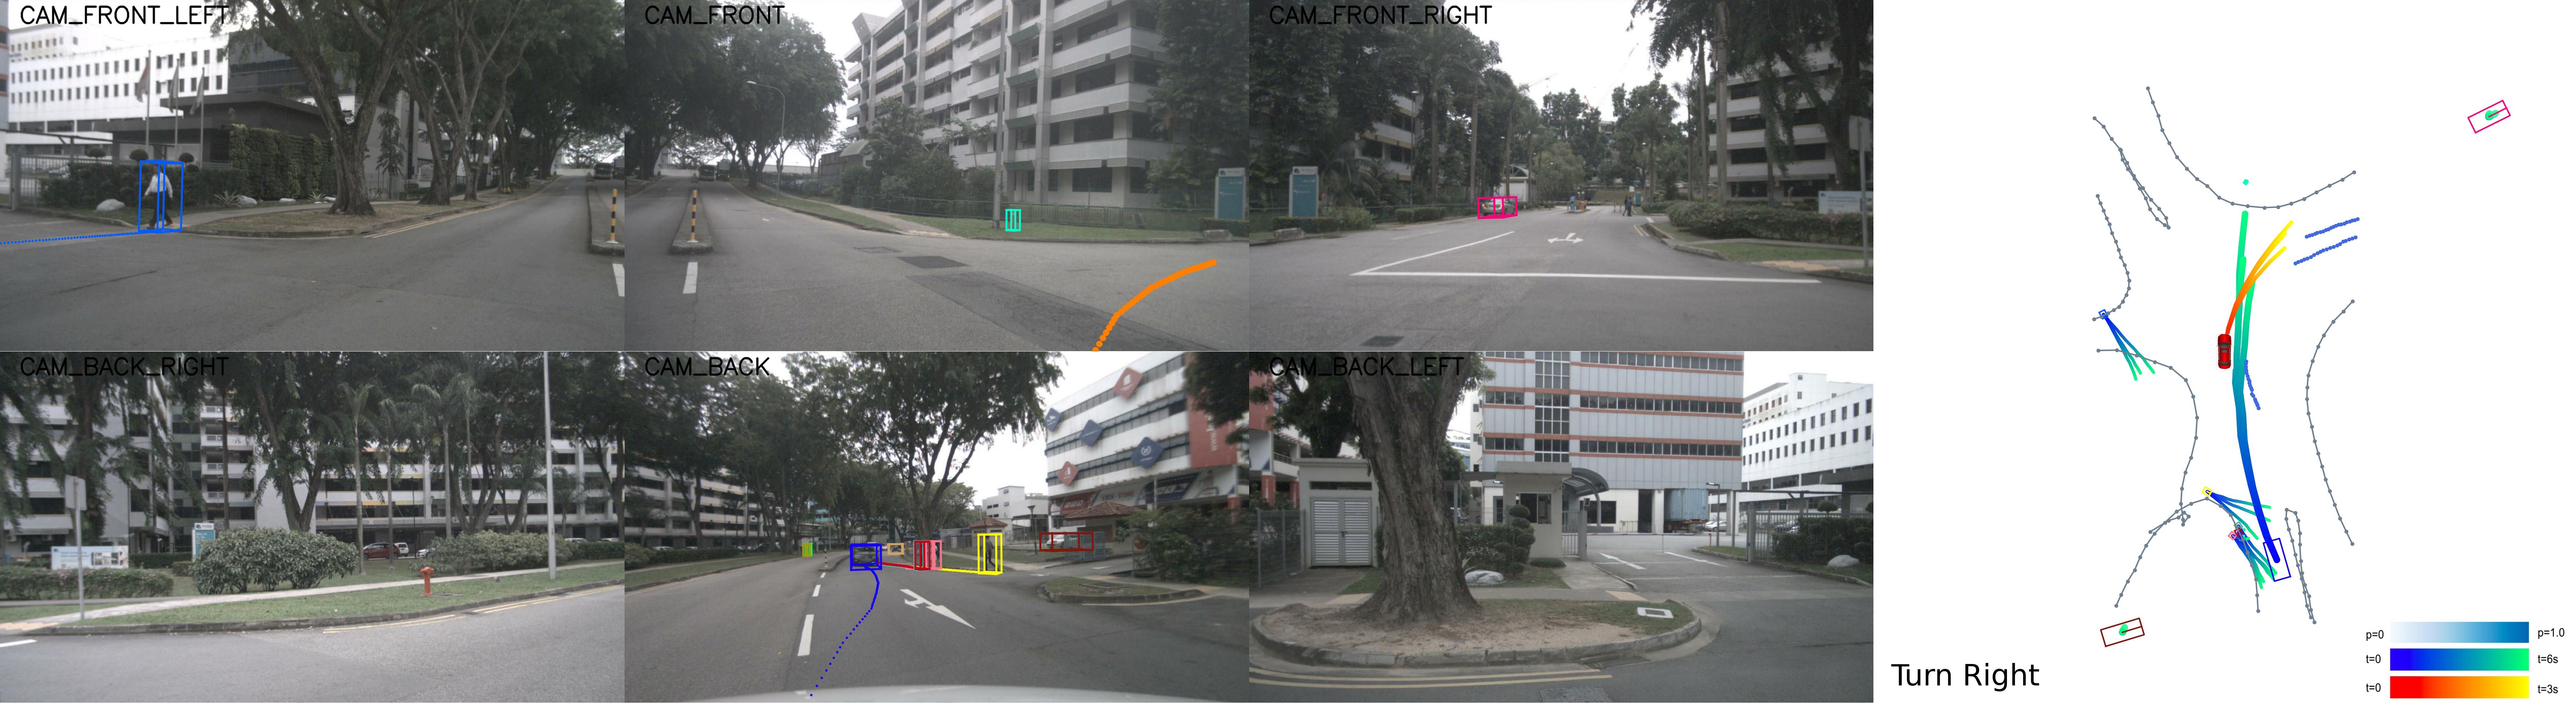 CAM_FRONT_LEFT
CAM_FRONT
CAM_FRONT_RIGHT
CAM_BACK_RIGHT
CAM_BACK
CAM_BACK_LEFT
Turn Right
p=0
p=1.0
t=0
t=6s
t=0
t=3s